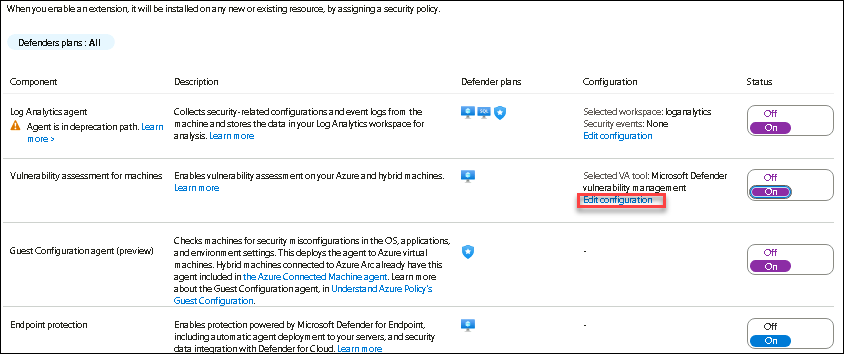 When you enable an extension, it will be installed on any new or existing resource, by assigning a security policy.
Defenders plans : All
Component Description Defender plans Configuration Status
Log Analytics agent
Agent is in deprecation path. Learn
more >
Collects security-related configurations and event logs from the
machine and stores the data in your Log Analytics workspace for
analysis. Learn more
SQL
Selected workspace: loganalytics
Security events: None
Edit configuration
Off
On
Vulnerability assessment for machines
Enables vulnerability assessment on your Azure and hybrid machines.
Learn more
Selected VA tool: Microsoft Defender
vulnerability management
Edit configuration
Off
On
Guest Configuration agent (preview)
Checks machines for security misconfigurations in the OS, applications,
and environment settings. This deploys the agent to Azure virtual
machines. Hybrid machines connected to Azure Arc already have this
agent included in the Azure Connected Machine agent. Learn more
about the Guest Configuration agent, in Understand Azure Policy's
Guest Configuration.
-
Off
On
Endpoint protection
Enables protection powered by Microsoft Defender for Endpoint,
including automatic agent deployment to your servers, and security
data integration with Defender for Cloud. Learn more
-
Off
On